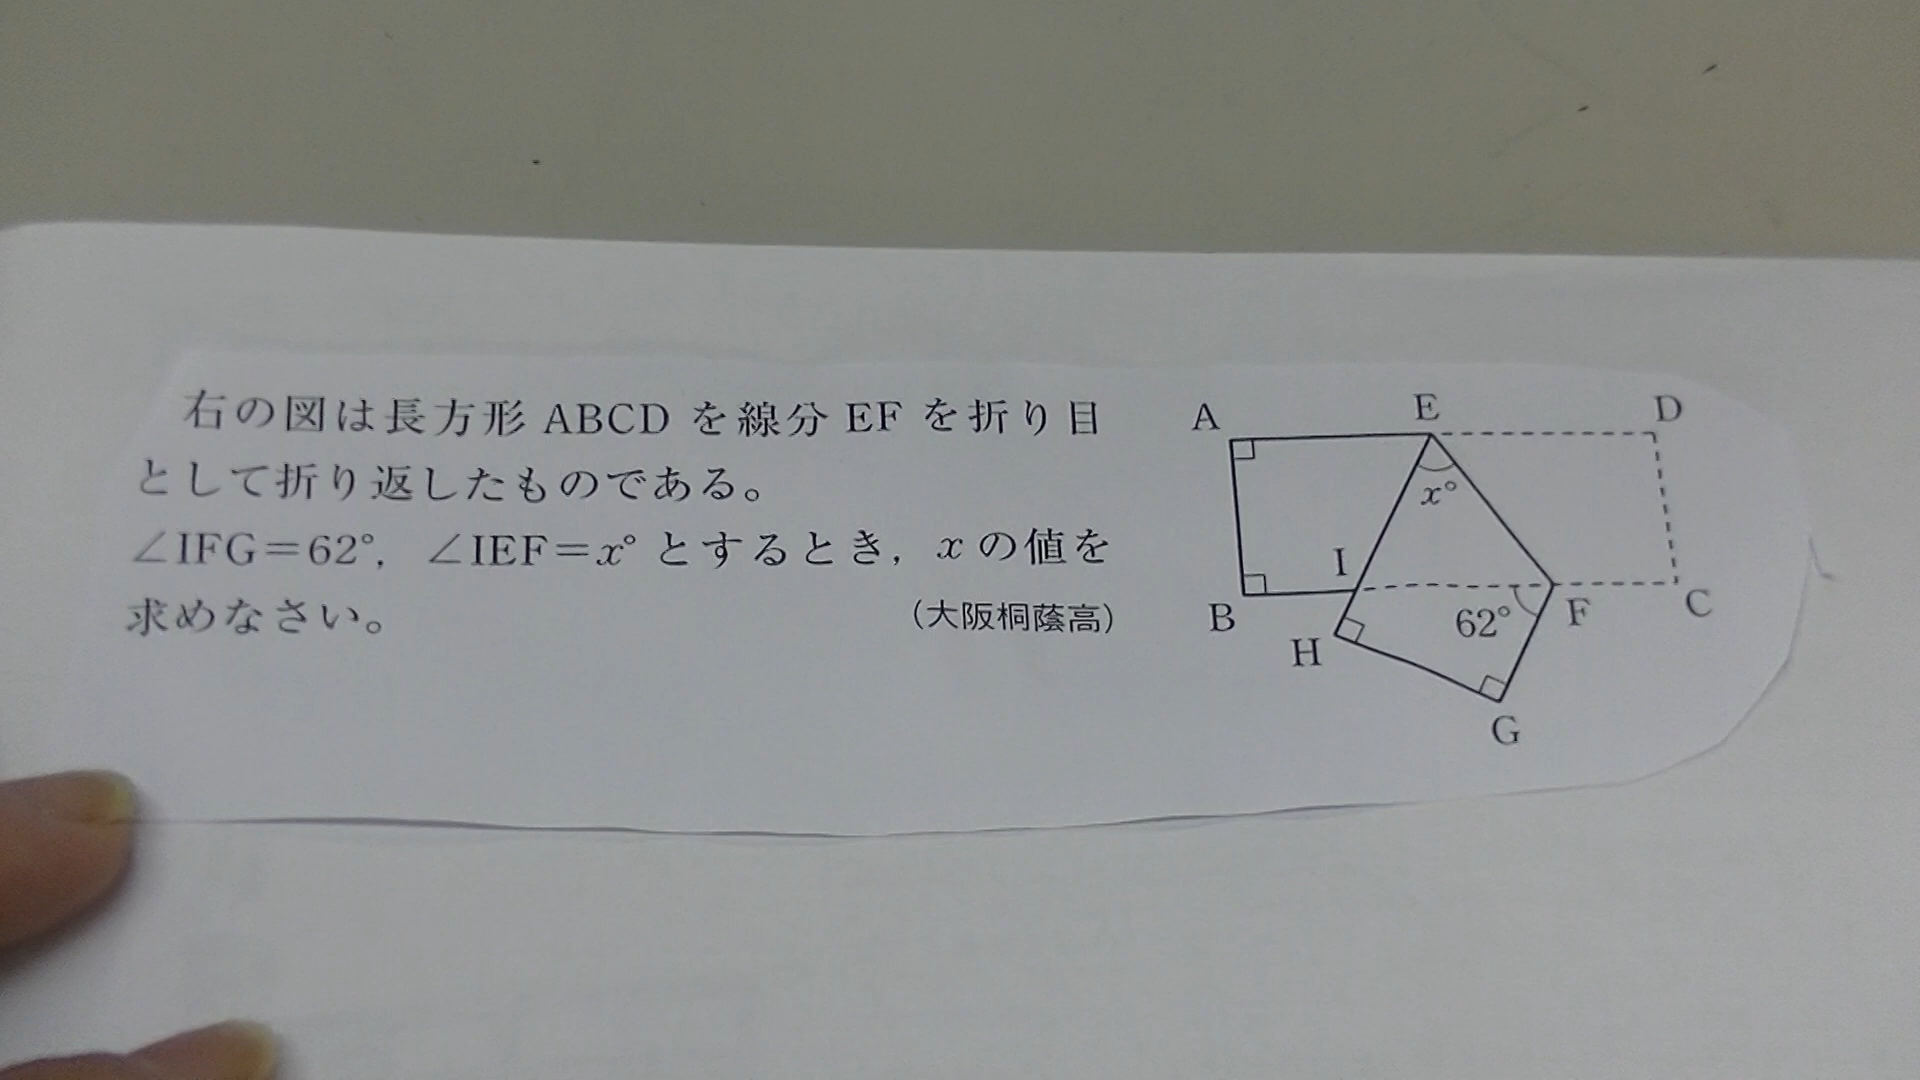 右の図は長方形 ABCD を線分 EF を折り目
として折り返したものである。
∠IFG=62°, ∠IEF=x° とするとき, x の値を
求めなさい。
(大阪桐蔭高)
A
E
D
x°
I
B
62°
F
C
H
G